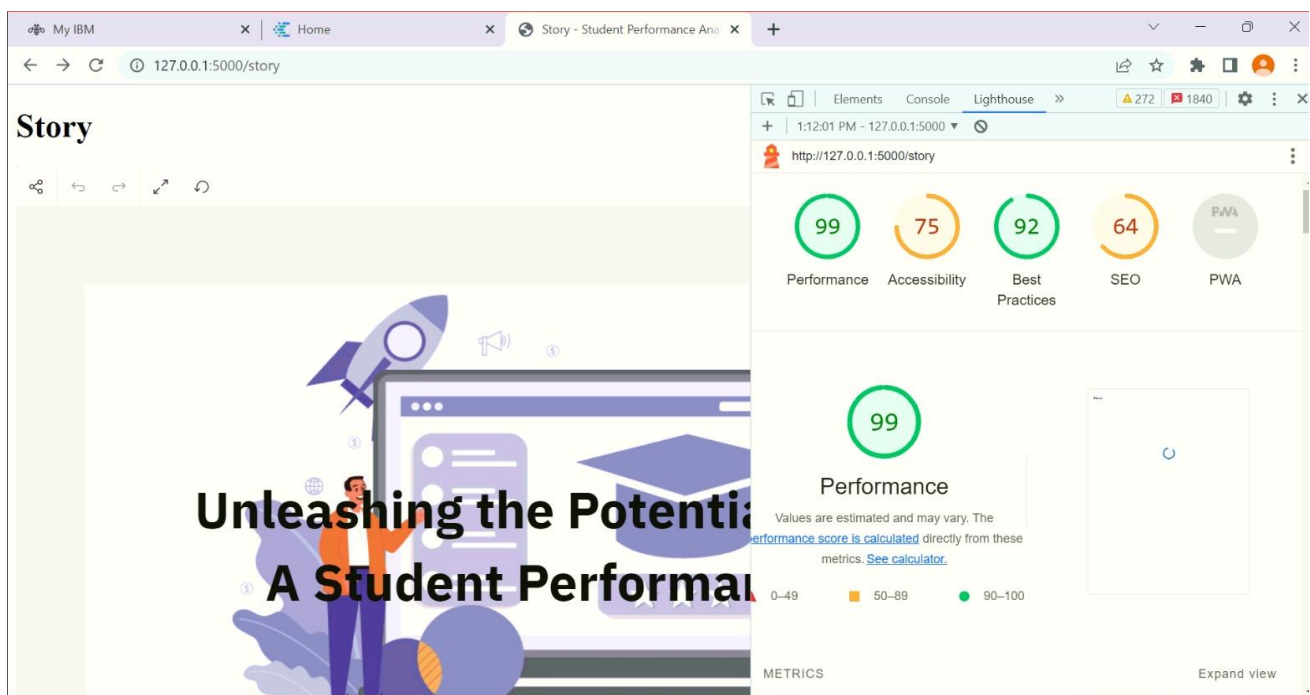 My IBM
Home
Story - Student Performance Ana
127.0.0.1:5000/story
Elements Console Lighthouse » 272 1840
1:12:01 PM - 127.0.0.1:5000
http://127.0.0.1:5000/story
Story
99 75 92 64 PWA
Performance Accessibility Best Practices SEO PWA
99
Performance
Values are estimated and may vary. The
performance score is calculated directly from these
metrics. See calculator.
0–49 50–89 90–100
METRICS Expand view
Unleashing the Potentia
A Student Performa